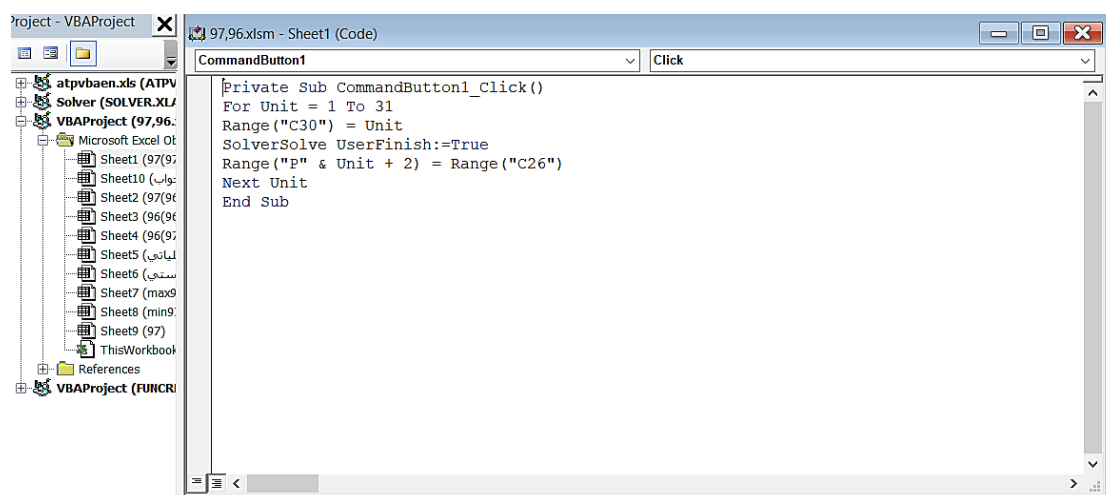 Project - VBAProject
97,96.xlsm - Sheet1 (Code)
CommandButton1
Click
atpvbaen.xls (ATPV
Solver (SOLVER.XLA
VBAProject (97,96.
Microsoft Excel Ob
Sheet1 (97(97
Sheet10 (جواب
Sheet2 (97(96
Sheet3 (96(96
Sheet4 (96(97
Sheet5 (
Sheet6 (
Sheet7 (max9
Sheet8 (min9
Sheet9 (97)
ThisWorkbook
References
VBAProject (FUNCRE
Private Sub CommandButton1_Click()
For Unit = 1 To 31
Range("C30") = Unit
SolverSolve UserFinish:=True
Range("P" & Unit + 2) = Range("C26")
Next Unit
End Sub